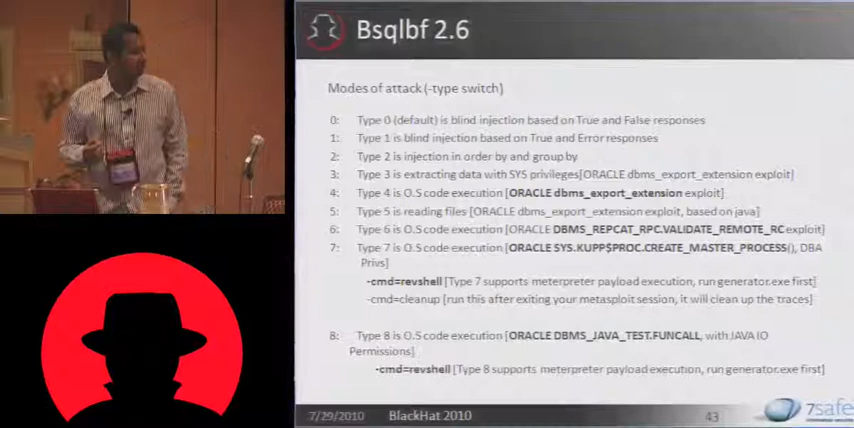 Bsqlbf 2.6
Modes of attack (-type switch)
0: Type 0 (default) is blind injection based on True and False responses
1: Type 1 is blind injection based on True and Error responses
2: Type 2 is injection in order by and group by
3: Type 3 is extracting data with SYS privileges[ORACLE dbms_export_extension exploit]
4: Type 4 is O.S code execution [ORACLE dbms_export_extension exploit]
5: Type 5 is reading files [ORACLE dbms_export_extension exploit, based on java]
6: Type 6 is O.S code execution [ORACLE DBMS_REPCAT_RPC.VALIDATE_REMOTE_RC exploit]
7: Type 7 is O.S code execution [ORACLE SYS.KUPP$PROC.CREATE_MASTER_PROCESS(), DBA
Privs]
-cmd=revshell [Type 7 supports meterpreter payload execution, run generator.exe first]
-cmd=cleanup [run this after exiting your metasploit session, it will clean up the traces]
8: Type 8 is O.S code execution [ORACLE DBMS_JAVA_TEST.FUNCALL, with JAVA IO
Permissions]
-cmd=revshell [Type 8 supports meterpreter payload execution, run generator.exe first]
7/29/2010 BlackHat 2010 43 7safe